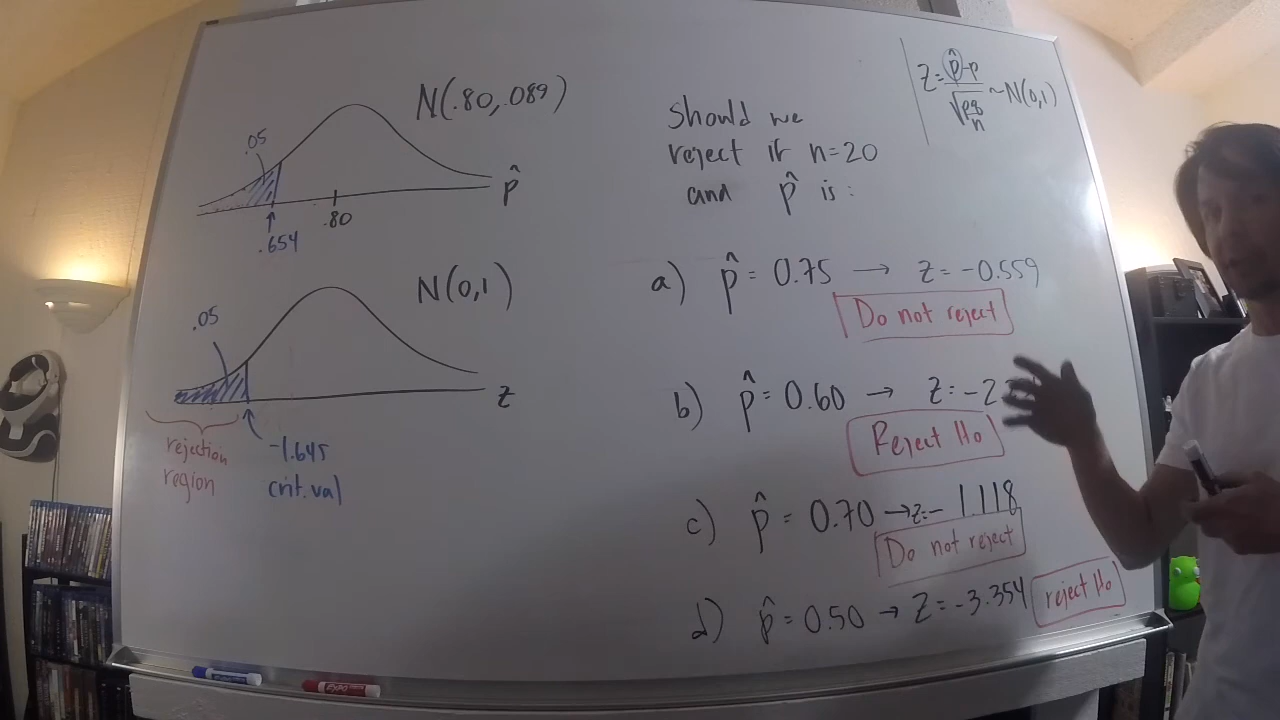 N(.80,.089)
.05
p̂
.80
.654
N(0,1)
.05
z
-1.645
crit.val
rejection
region
Z = p̂-p / √pq/n ~ N(0,1)
Should we
reject if n=20
and p̂ is:
a) p̂ = 0.75 → z = -0.559
Do not reject
b) p̂ = 0.60 → z = -2
Reject Ho
c) p̂ = 0.70 → z = -1.118
Do not reject
d) p̂ = 0.50 → z = -3.354 reject Ho
EXPO